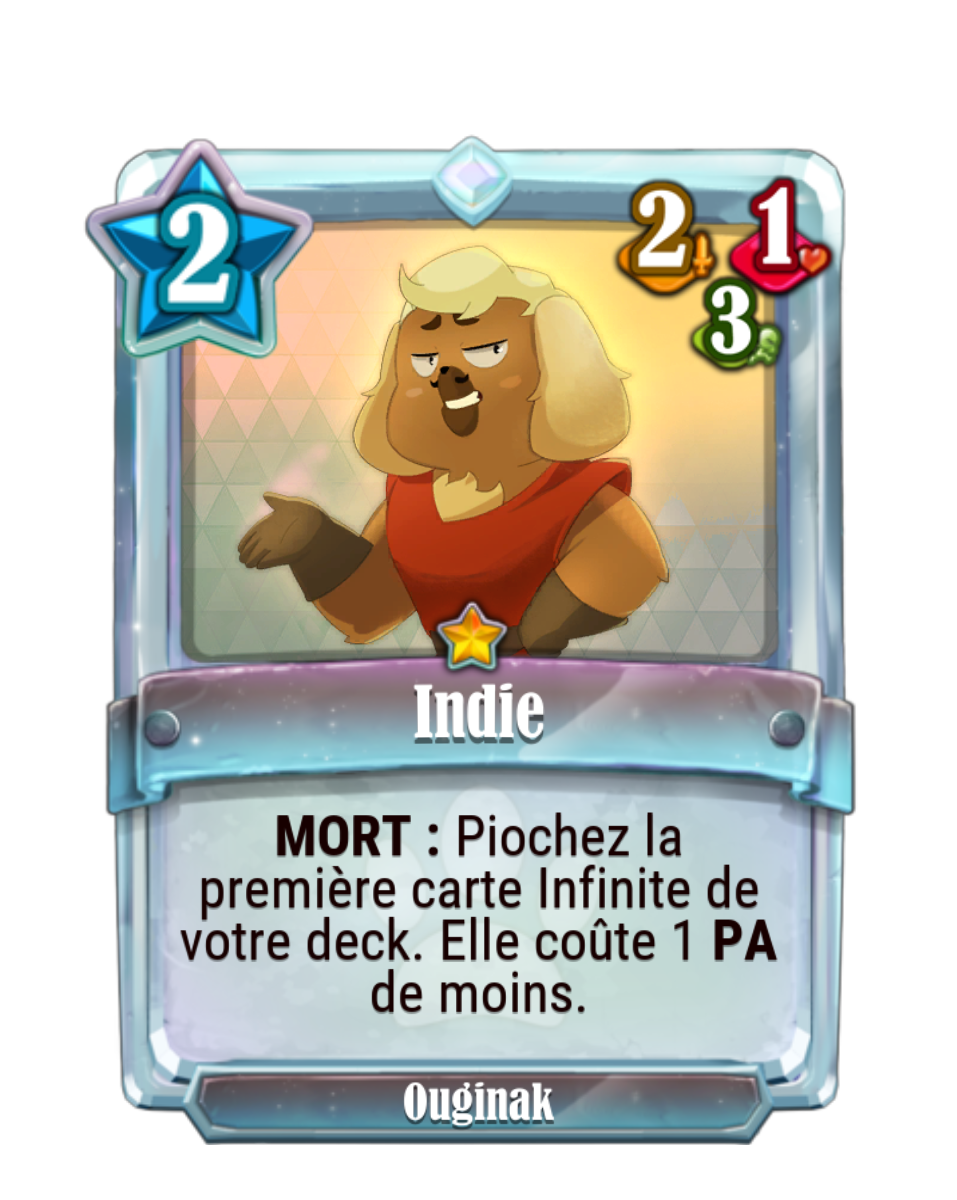 2
2
1
3
Indie
MORT : Piochez la
première carte Infinite de
votre deck. Elle coûte 1 PA
de moins.
Ouginak